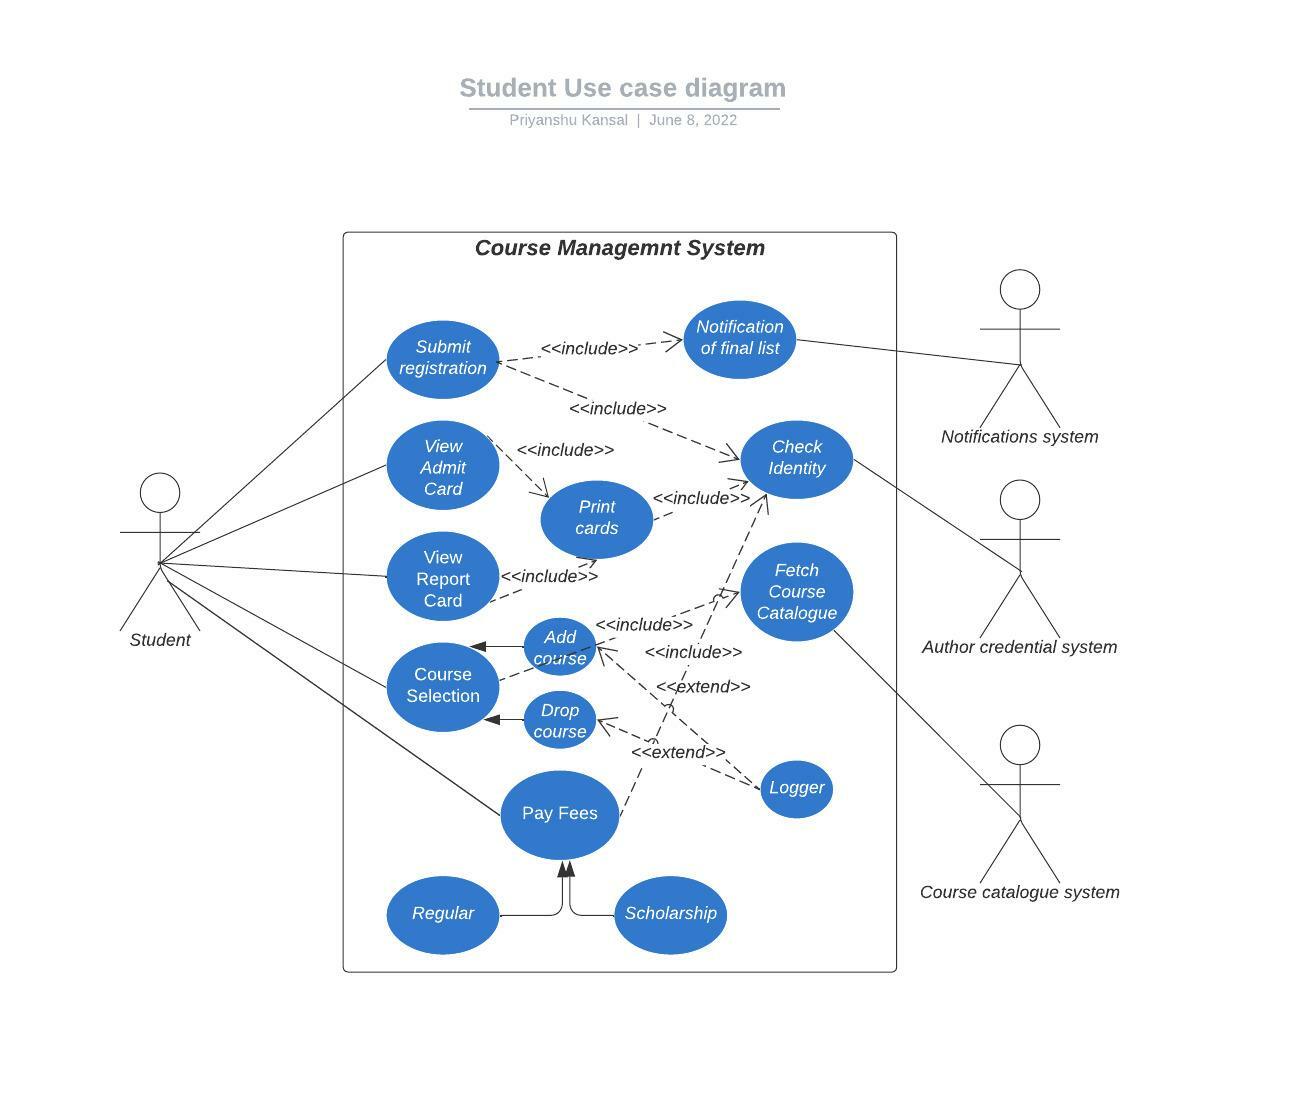 Student Use case diagram
Priyanshu Kansal | June 8, 2022
Course Managemnt System
Notification
of final list
Submit
registration
<<include>>
<<include>>
Notifications system
View
Admit
Card
<<include>>
Check
Identity
Print
cards
<<include>>
View
Report
Card
<<include>>
Fetch
Course
Catalogue
Student
Add
course
<<include>>
<<include>>
Author credential system
Course
Selection
<<extend>>
Drop
course
<<extend>>
Logger
Pay Fees
Course catalogue system
Regular
Scholarship